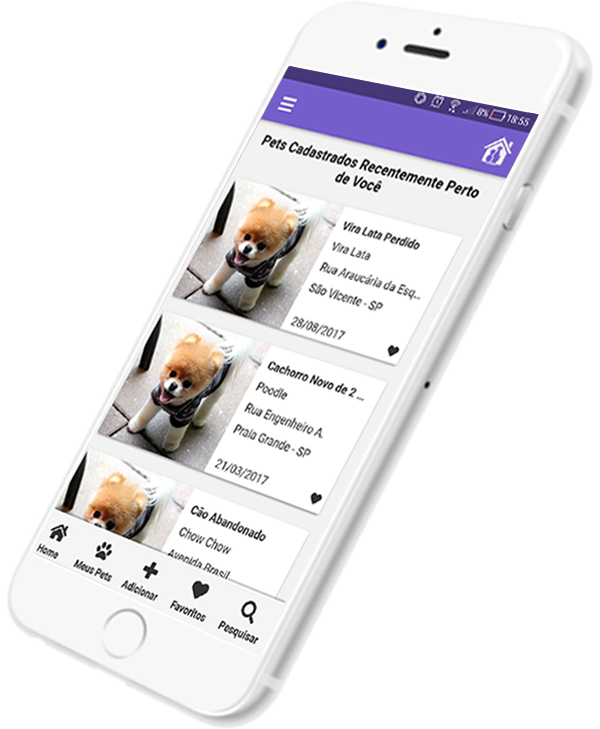 8% 18:55
Pets Cadastrados Recentemente Perto
de Você
Vira Lata Perdido
Vira Lata
Rua Araucária da Esq...
São Vicente - SP
28/08/2017
Cachorro Novo de 2 ...
Poodle
Rua Engenheiro A.
Praia Grande - SP
21/03/2017
Cão Abandonado
Chow Chow
Avenida Brasil
Home
Meus Pets
Adicionar
Favoritos
Pesquisar